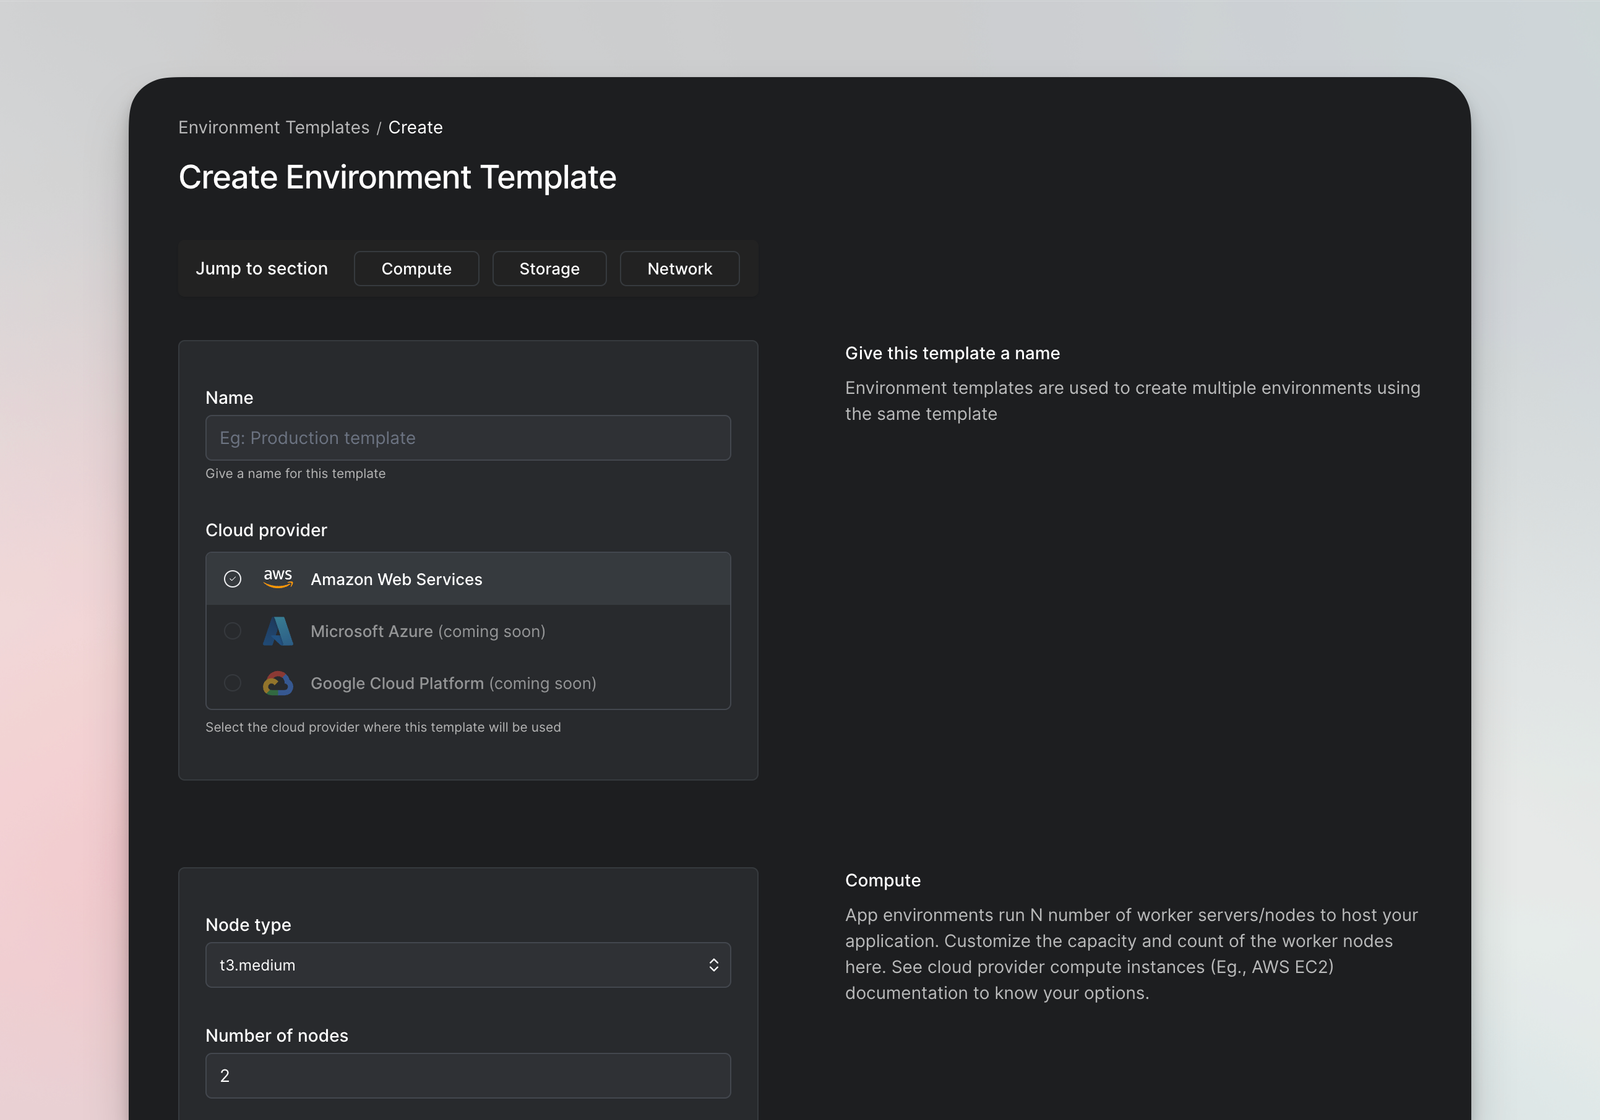 Environment Templates / Create
Create Environment Template
Jump to section
Compute
Storage
Network
Name
Eg: Production template
Give a name for this template
Cloud provider
aws
Amazon Web Services
Microsoft Azure (coming soon)
Google Cloud Platform (coming soon)
Select the cloud provider where this template will be used
Give this template a name
Environment templates are used to create multiple environments using
the same template
Node type
t3.medium
Number of nodes
2
Compute
App environments run N number of worker servers/nodes to host your
application. Customize the capacity and count of the worker nodes
here. See cloud provider compute instances (Eg., AWS EC2)
documentation to know your options.